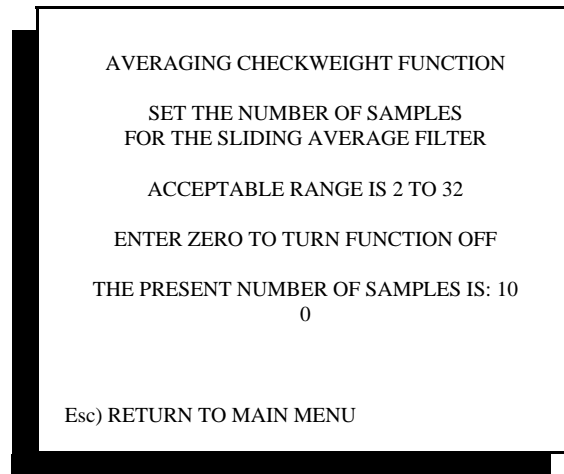 AVERAGING CHECKWEIGHT FUNCTION
SET THE NUMBER OF SAMPLES
FOR THE SLIDING AVERAGE FILTER
ACCEPTABLE RANGE IS 2 TO 32
ENTER ZERO TO TURN FUNCTION OFF
THE PRESENT NUMBER OF SAMPLES IS: 10
0
Esc) RETURN TO MAIN MENU